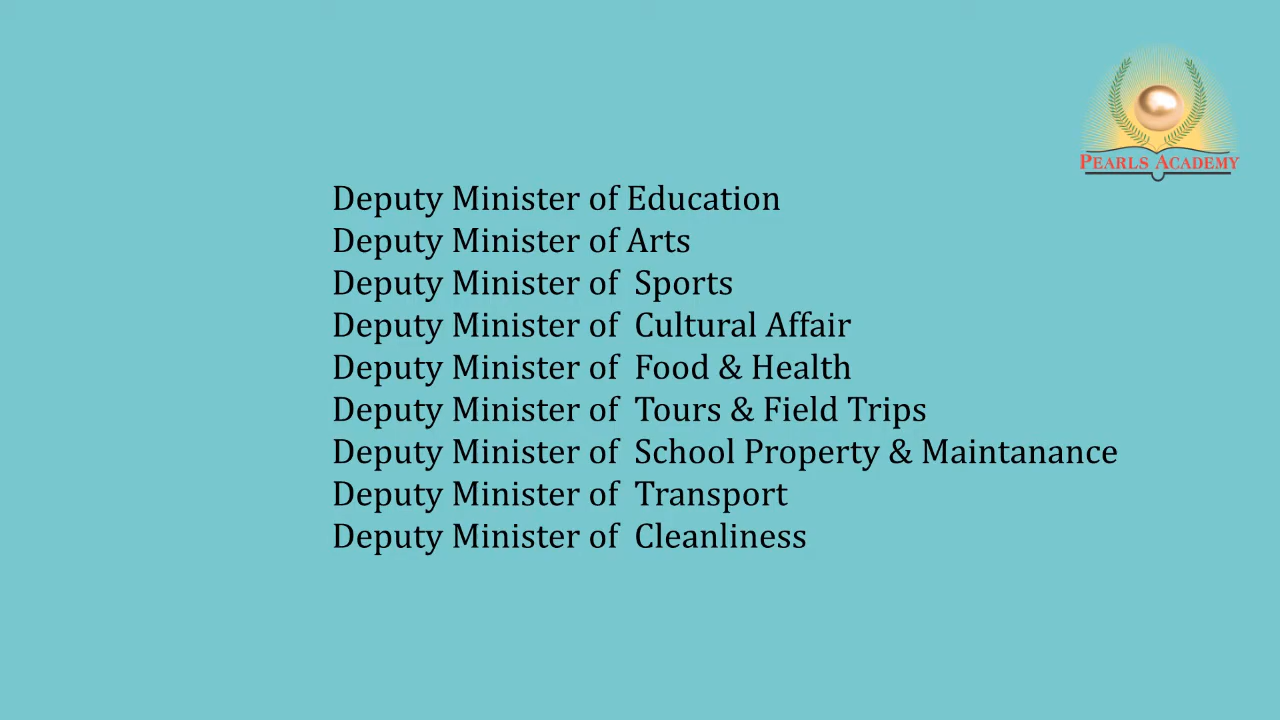 PEARLS ACADEMY
Deputy Minister of Education
Deputy Minister of Arts
Deputy Minister of  Sports
Deputy Minister of  Cultural Affair
Deputy Minister of  Food & Health
Deputy Minister of  Tours & Field Trips
Deputy Minister of  School Property & Maintanance
Deputy Minister of  Transport
Deputy Minister of  Cleanliness